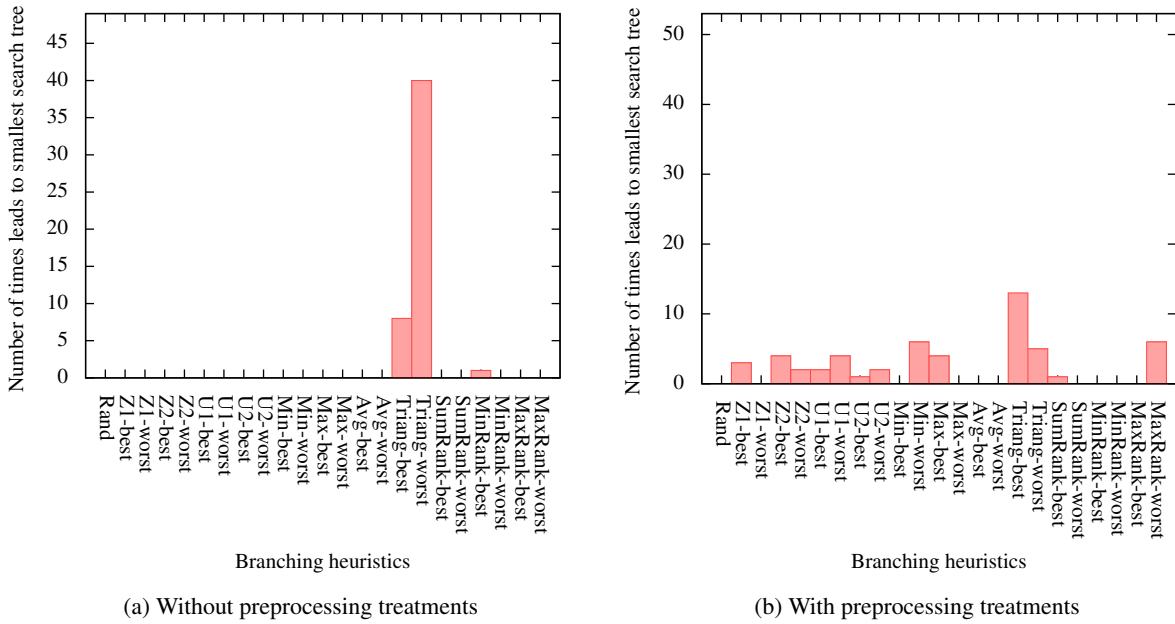 Number of times leads to smallest search tree
45
40
35
30
25
20
15
10
5
0
Rand
Z1-best
Z1-worst
Z2-best
Z2-worst
U1-best
U1-worst
U2-best
U2-worst
Min-best
Min-worst
Max-best
Max-worst
Avg-best
Avg-worst
Triang-best
Triang-worst
SumRank-best
SumRank-worst
MinRank-best
MinRank-worst
MaxRank-best
MaxRank-worst
Branching heuristics
(a) Without preprocessing treatments
Number of times leads to smallest search tree
50
40
30
20
10
0
Rand
Z1-best
Z1-worst
Z2-best
Z2-worst
U1-best
U1-worst
U2-best
U2-worst
Min-best
Min-worst
Max-best
Max-worst
Avg-best
Avg-worst
Triang-best
Triang-worst
SumRank-best
SumRank-worst
MinRank-best
MinRank-worst
MaxRank-best
MaxRank-worst
Branching heuristics
(b) With preprocessing treatments